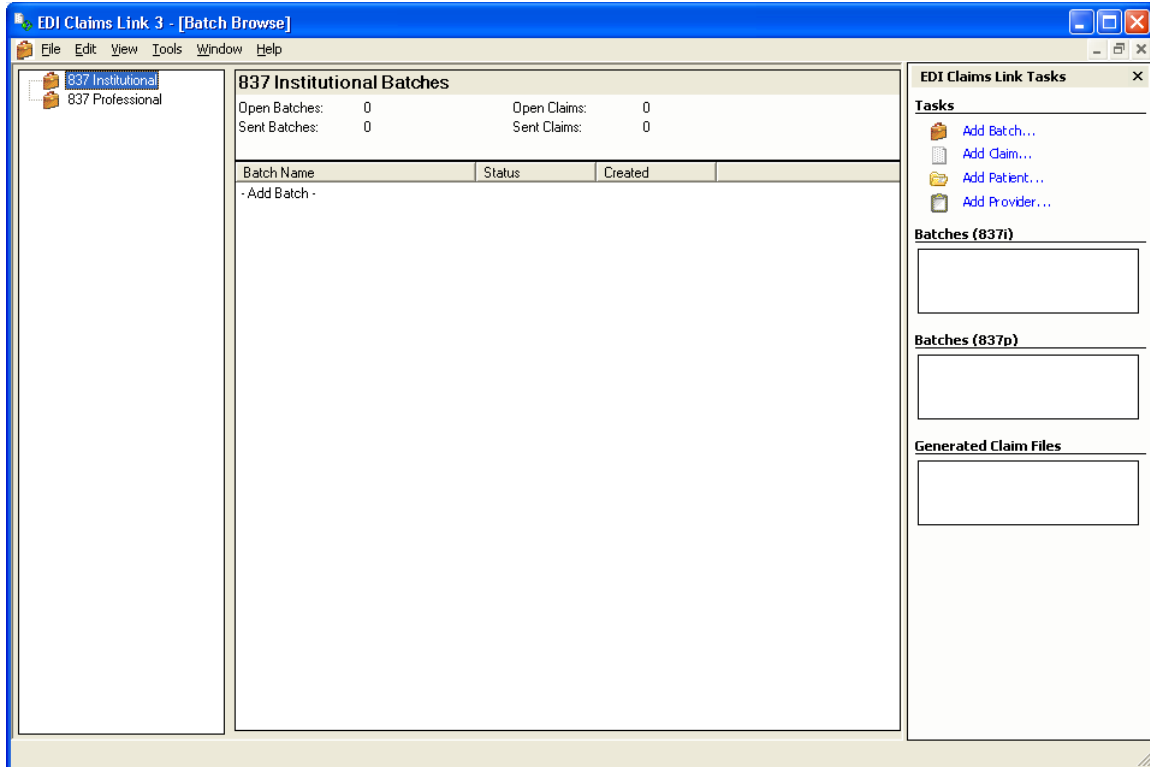 EDI Claims Link 3 - [Batch Browse]
File Edit View Tools Window Help
837 Institutional
837 Professional
837 Institutional Batches
Open Batches: 0 Open Claims: 0
Sent Batches: 0 Sent Claims: 0
Batch Name Status Created
- Add Batch -
EDI Claims Link Tasks
Tasks
Add Batch...
Add Claim...
Add Patient...
Add Provider...
Batches (837i)
Batches (837p)
Generated Claim Files